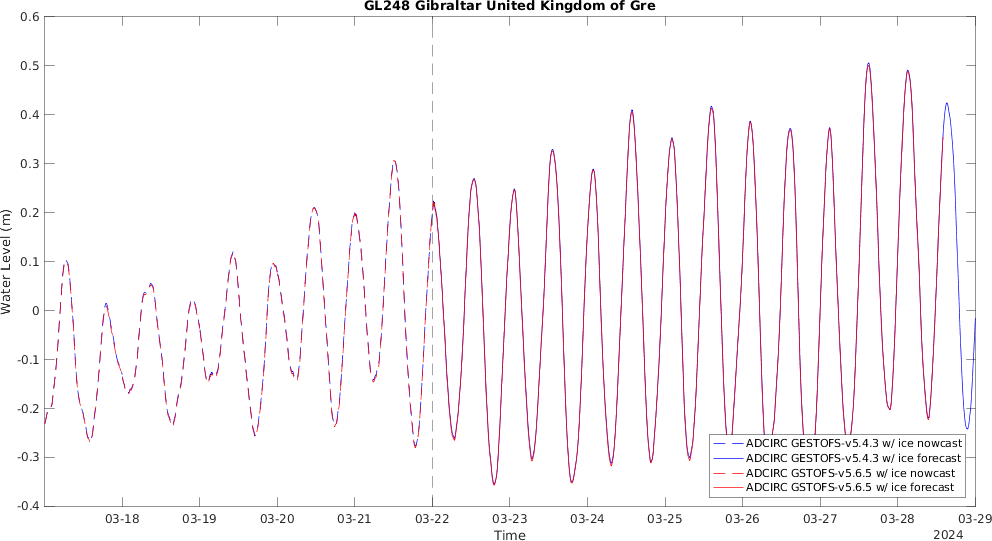 GL248 Gibraltar United Kingdom of Gre
0.6
0.5
0.4
0.3
0.2
0.1
0
-0.1
-0.2
-0.3
-0.4
Water Level (m)
ADCIRC GESTOFS-v5.4.3 w/ ice nowcast
ADCIRC GESTOFS-v5.4.3 w/ ice forecast
ADCIRC GSTOFS-v5.6.5 w/ ice nowcast
ADCIRC GSTOFS-v5.6.5 w/ ice forecast
03-18 03-19 03-20 03-21 03-22 03-23 03-24 03-25 03-26 03-27 03-28 03-29
Time
2024